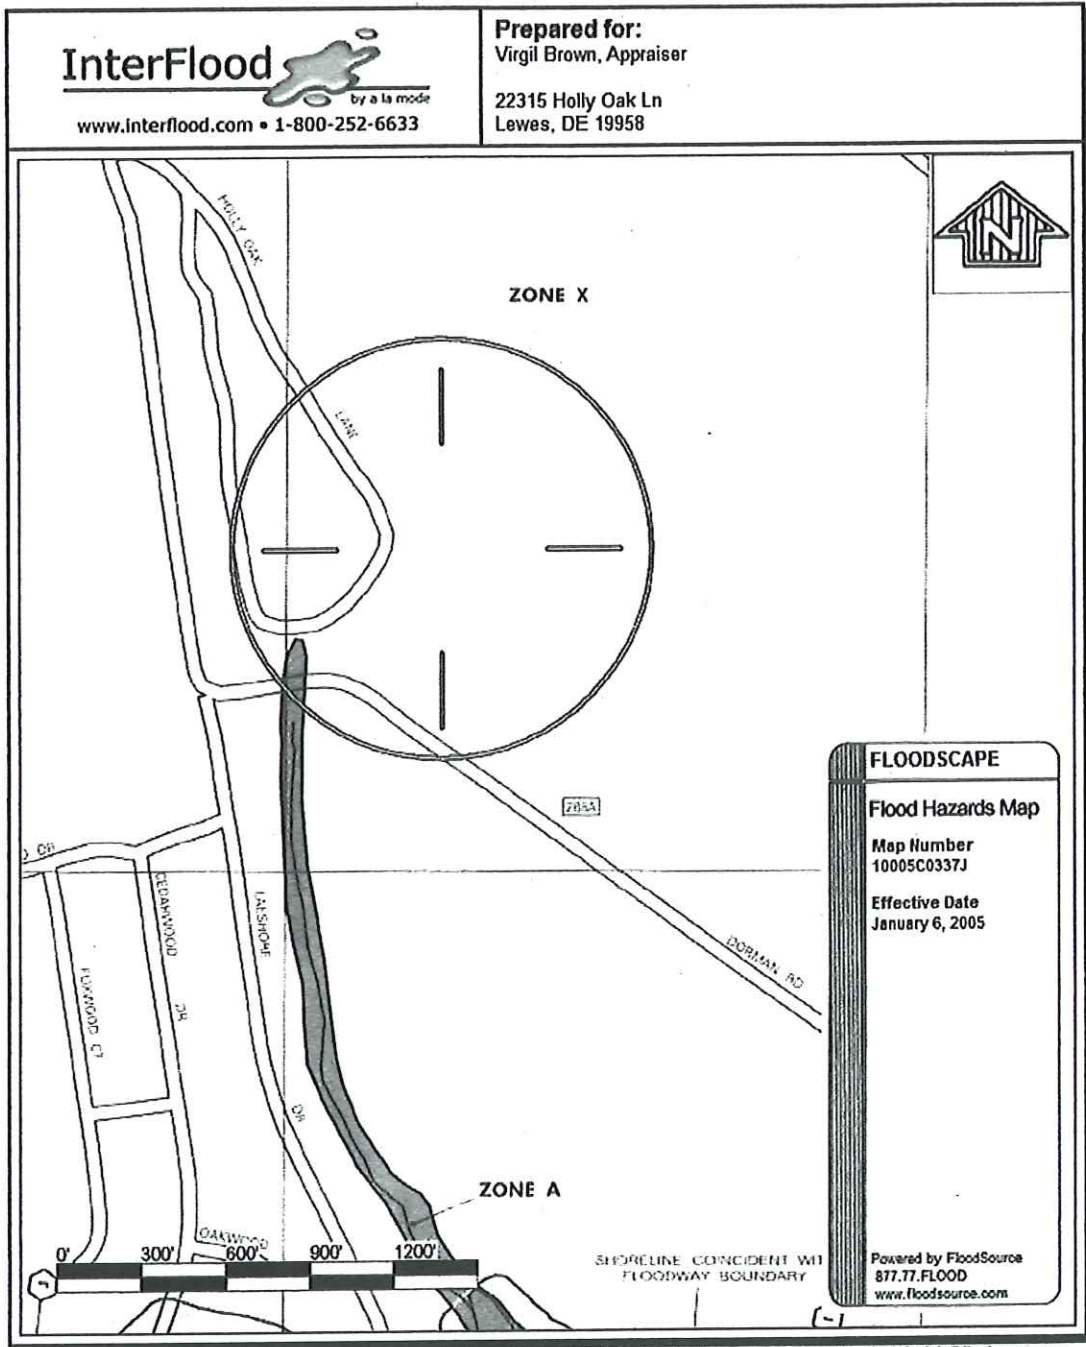 InterFlood
by a la mode
www.interflood.com • 1-800-252-6633
Prepared for:
Virgil Brown, Appraiser
22315 Holly Oak Ln
Lewes, DE 19958
N
HOLLY OAK
LANE
ZONE X
DR
CEDARWOOD
DR
FOXWOOD CT
LAKESHORE
DR
DORMAN RD
ZONE A
OAKWOOD
0' 300' 600' 900' 1200'
SHORELINE COINCIDENT WIT
FLOODWAY BOUNDARY
FLOODSCAPE
Flood Hazards Map
Map Number
10005C0337J
Effective Date
January 6, 2005
Powered by FloodSource
877.77.FLOOD
www.floodsource.com